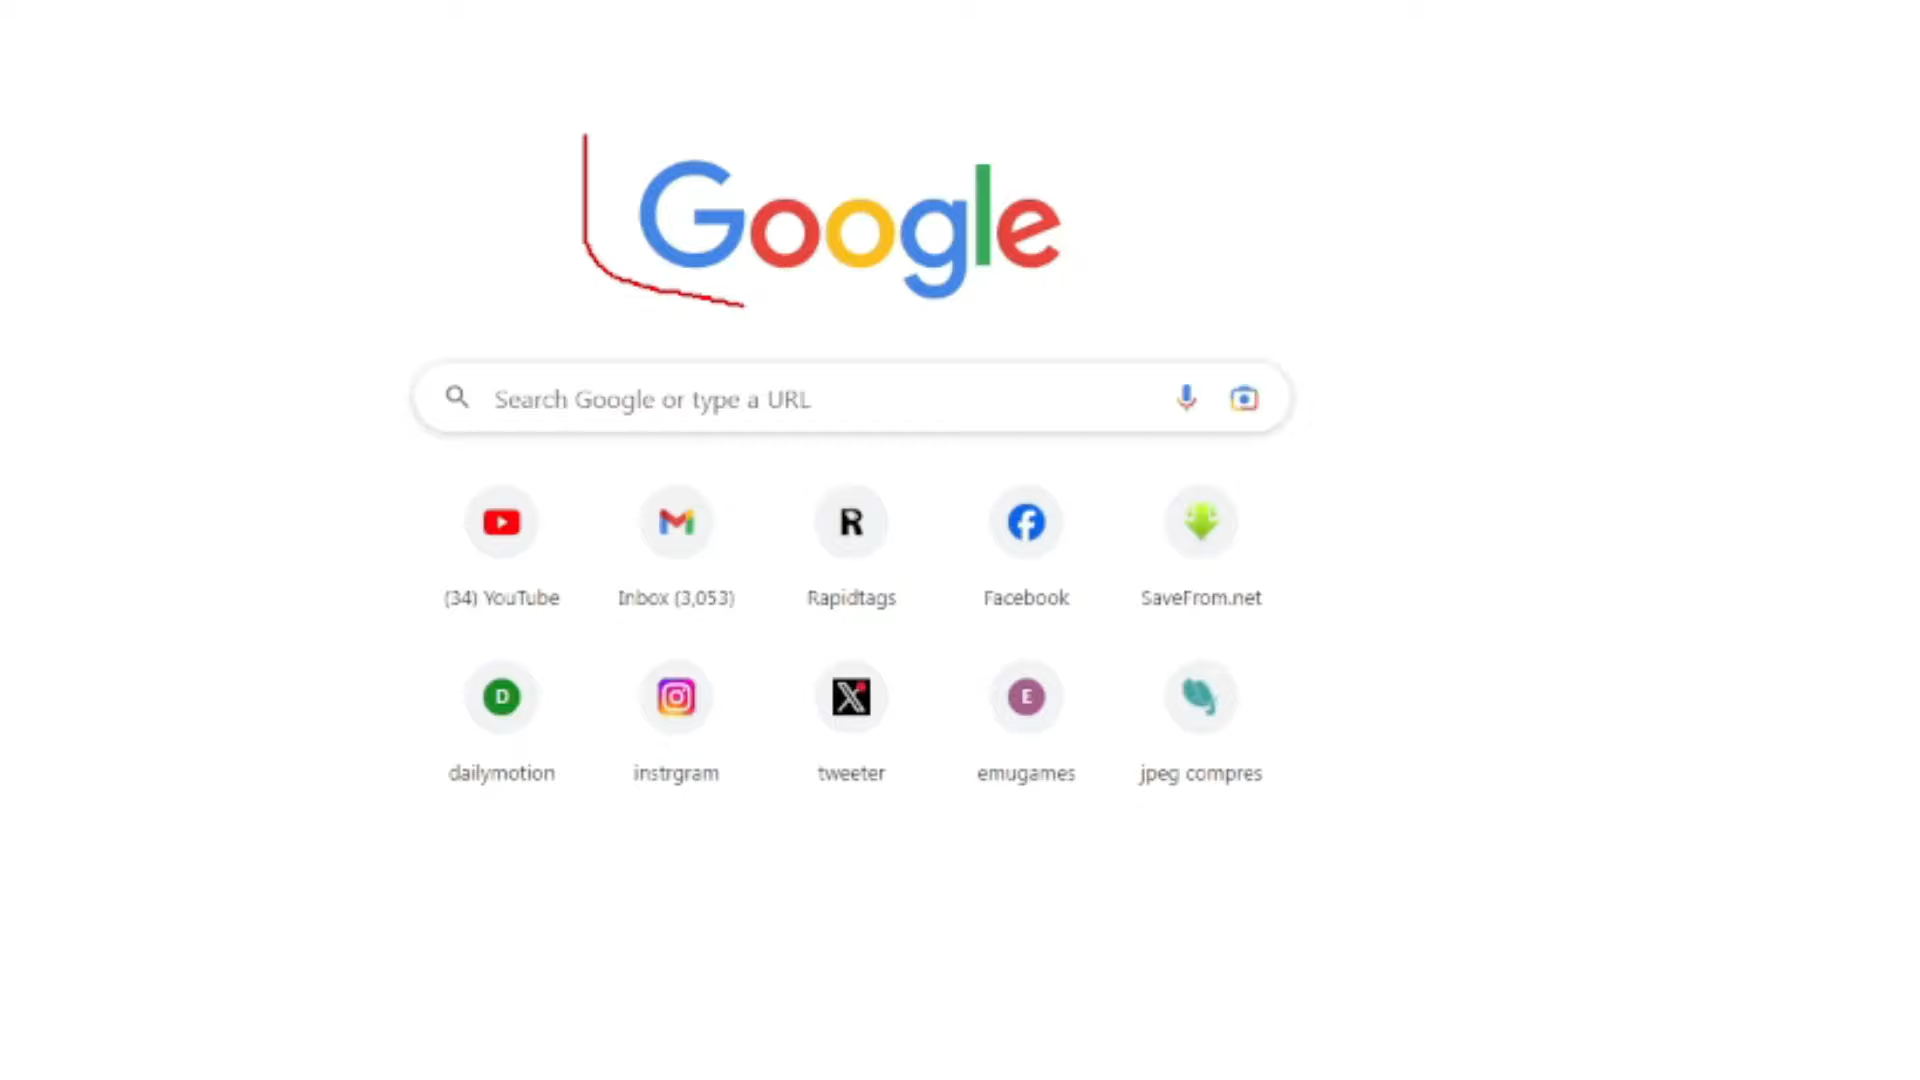 Google
Search Google or type a URL
(34) YouTube Inbox (3,053) Rapidtags Facebook SaveFrom.net
dailymotion instrgram tweeter emugames jpeg compres